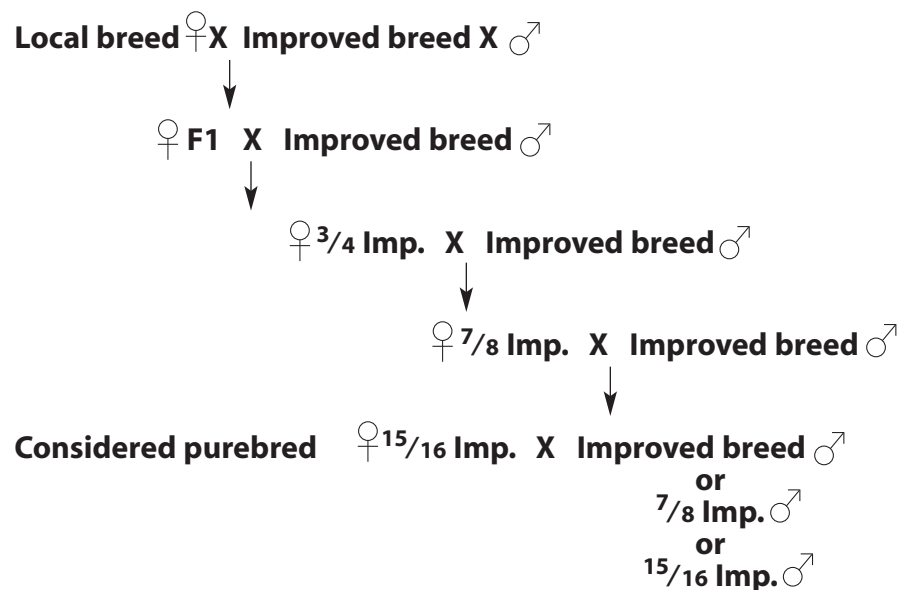 Local breed ♀ X Improved breed X ♂
♀ F1 X Improved breed ♂
♀ 3/4 Imp. X Improved breed ♂
♀ 7/8 Imp. X Improved breed ♂
Considered purebred ♀ 15/16 Imp. X Improved breed ♂
or
7/8 Imp. ♂
or
15/16 Imp. ♂